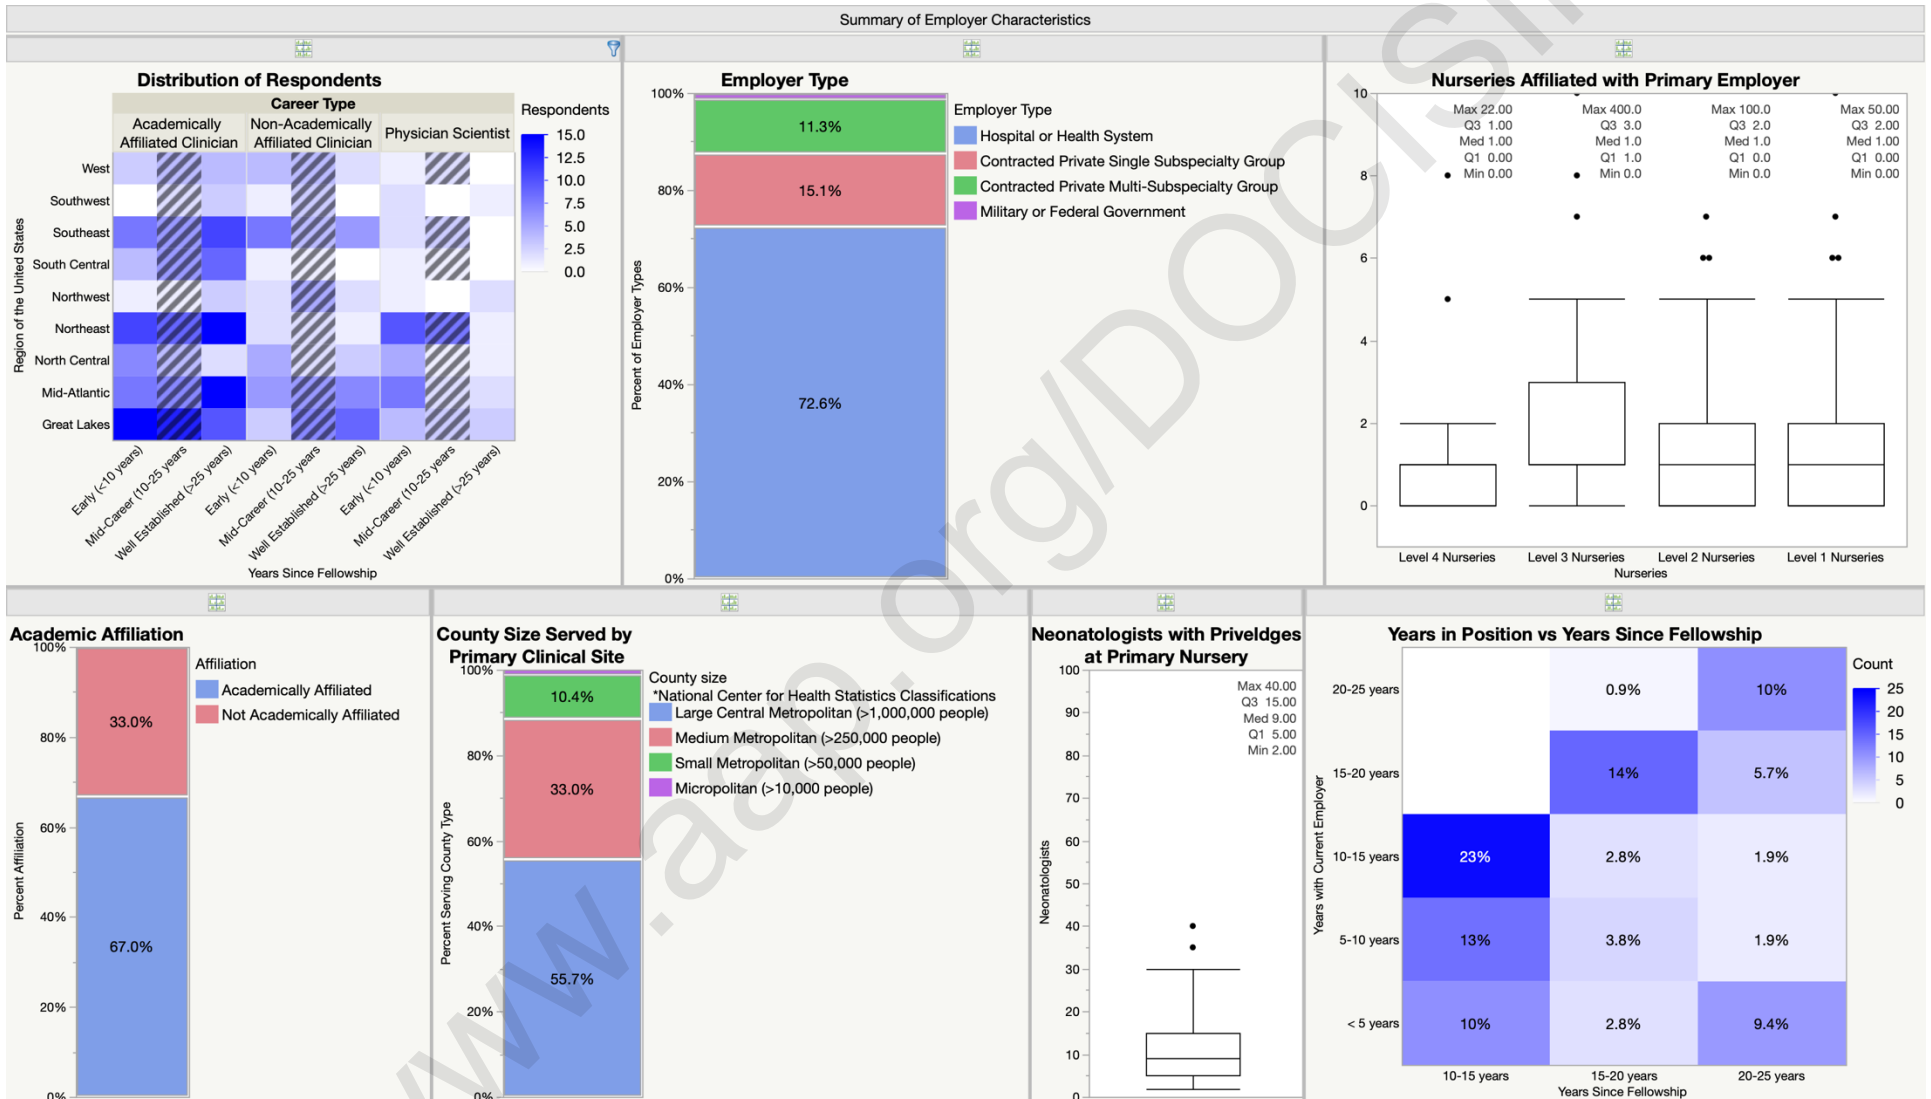 Summary of Employer Characteristics
Distribution of Respondents
Career Type
Academically Affiliated Clinician
Non-Academically Affiliated Clinician
Physician Scientist
Respondents
15.0
12.5
10.0
7.5
5.0
2.5
0.0
Region of the United States
West
Southwest
Southeast
South Central
Northwest
Northeast
North Central
Mid-Atlantic
Great Lakes
Early (<10 years)
Mid-Career (10-25 years
Well Established (>25 years)
Early (<10 years)
Mid-Career (10-25 years
Well Established (>25 years)
Early (<10 years)
Mid-Career (10-25 years
Well Established (>25 years)
Years Since Fellowship
Employer Type
Percent of Employer Types
100%
80%
60%
40%
20%
0%
11.3%
15.1%
72.6%
Employer Type
Hospital or Health System
Contracted Private Single Subspecialty Group
Contracted Private Multi-Subspecialty Group
Military or Federal Government
Nurseries Affiliated with Primary Employer
10
8
6
4
2
0
Max 22.00
Q3 1.00
Med 1.00
Q1 0.00
Min 0.00
Max 400.0
Q3 3.0
Med 1.0
Q1 1.0
Min 0.0
Max 100.0
Q3 2.0
Med 1.0
Q1 0.0
Min 0.0
Max 50.00
Q3 2.00
Med 1.00
Q1 0.00
Min 0.00
Level 4 Nurseries
Level 3 Nurseries
Level 2 Nurseries
Level 1 Nurseries
Nurseries
Academic Affiliation
Percent Affiliation
100%
80%
60%
40%
20%
0%
33.0%
67.0%
Affiliation
Academically Affiliated
Not Academically Affiliated
County Size Served by
Primary Clinical Site
Percent Serving County Type
100%
80%
60%
40%
20%
0%
10.4%
33.0%
55.7%
County size
*National Center for Health Statistics Classifications
Large Central Metropolitan (>1,000,000 people)
Medium Metropolitan (>250,000 people)
Small Metropolitan (>50,000 people)
Micropolitan (>10,000 people)
Neonatologists with Priveldges
at Primary Nursery
Neonatologists
100
90
80
70
60
50
40
30
20
10
0
Max 40.00
Q3 15.00
Med 9.00
Q1 5.00
Min 2.00
Years in Position vs Years Since Fellowship
Years with Current Employer
20-25 years
0.9%
10%
15-20 years
14%
5.7%
10-15 years
23%
2.8%
1.9%
5-10 years
13%
3.8%
1.9%
< 5 years
10%
2.8%
9.4%
10-15 years
15-20 years
20-25 years
Years Since Fellowship
Count
25
20
15
10
5
0
www.aap.org/DOCISin